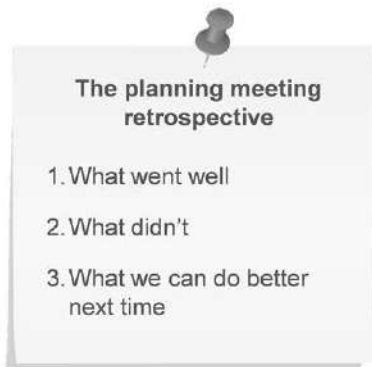 The planning meeting
retrospective
1. What went well
2. What didn't
3. What we can do better
next time